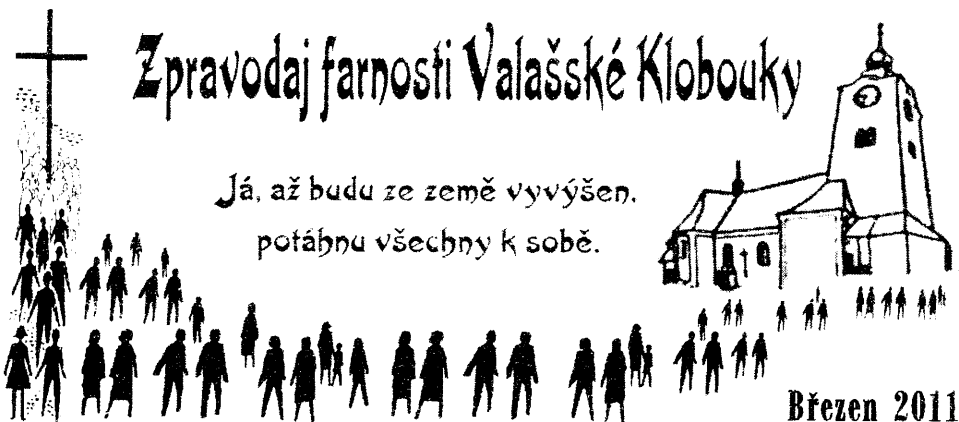 Zpravodaj farnosti Valašské Klobouky
Já, až budu ze země vyvýšen,
potáhnu všechny k sobě.
Březen 2011